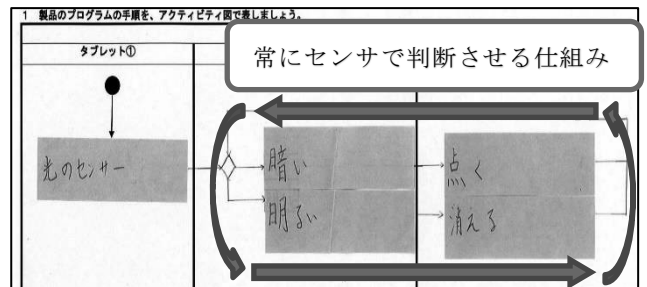 1 製品のプログラムの手順を、アクティビティ図で表しましょう。
タブレット①
常にセンサで判断させる仕組み
光のセンサー
暗い
点く
明るい
消える